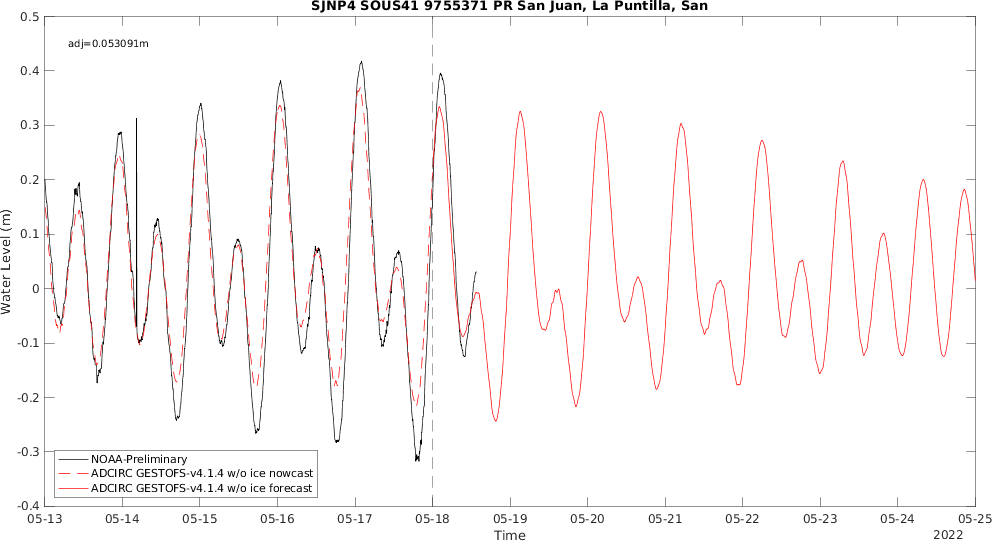 SJNP4 SOUS41 9755371 PR San Juan, La Puntilla, San
adj=0.053091m
Water Level (m)
0.5
0.4
0.3
0.2
0.1
0
-0.1
-0.2
-0.3
-0.4
NOAA-Preliminary
ADCIRC GESTOFS-v4.1.4 w/o ice nowcast
ADCIRC GESTOFS-v4.1.4 w/o ice forecast
05-13 05-14 05-15 05-16 05-17 05-18 05-19 05-20 05-21 05-22 05-23 05-24 05-25
Time
2022